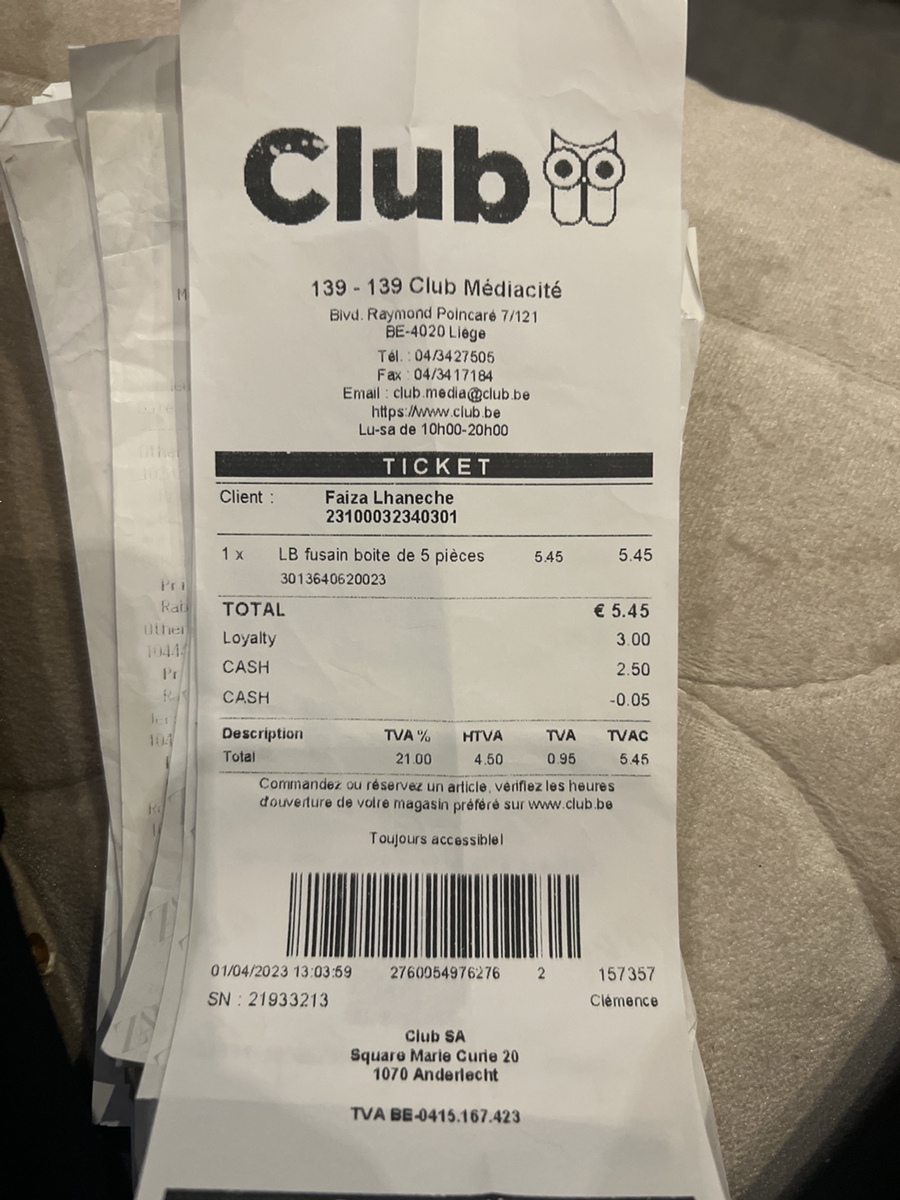 Club
139 - 139 Club Médiacité
Blvd. Raymond Poincaré 7/121
BE-4020 Liège
Tél. : 04/3427505
Fax : 04/3417184
Email : club.media@club.be
https://www.club.be
Lu-sa de 10h00-20h00
TICKET
Client : Faiza Lhaneche
23100032340301
1 x LB fusain boite de 5 pièces 5.45 5.45
3013640620023
TOTAL € 5.45
Loyalty 3.00
CASH 2.50
CASH -0.05
Description TVA % HTVA TVA TVAC
Total 21.00 4.50 0.95 5.45
Commandez ou réservez un article, vérifiez les heures
d'ouverture de votre magasin préféré sur www.club.be
Toujours accessible!
01/04/2023 13:03:59 2760054976276 2 157357
SN : 21933213 Clémence
Club SA
Square Marie Curie 20
1070 Anderlecht
TVA BE-0415.167.423